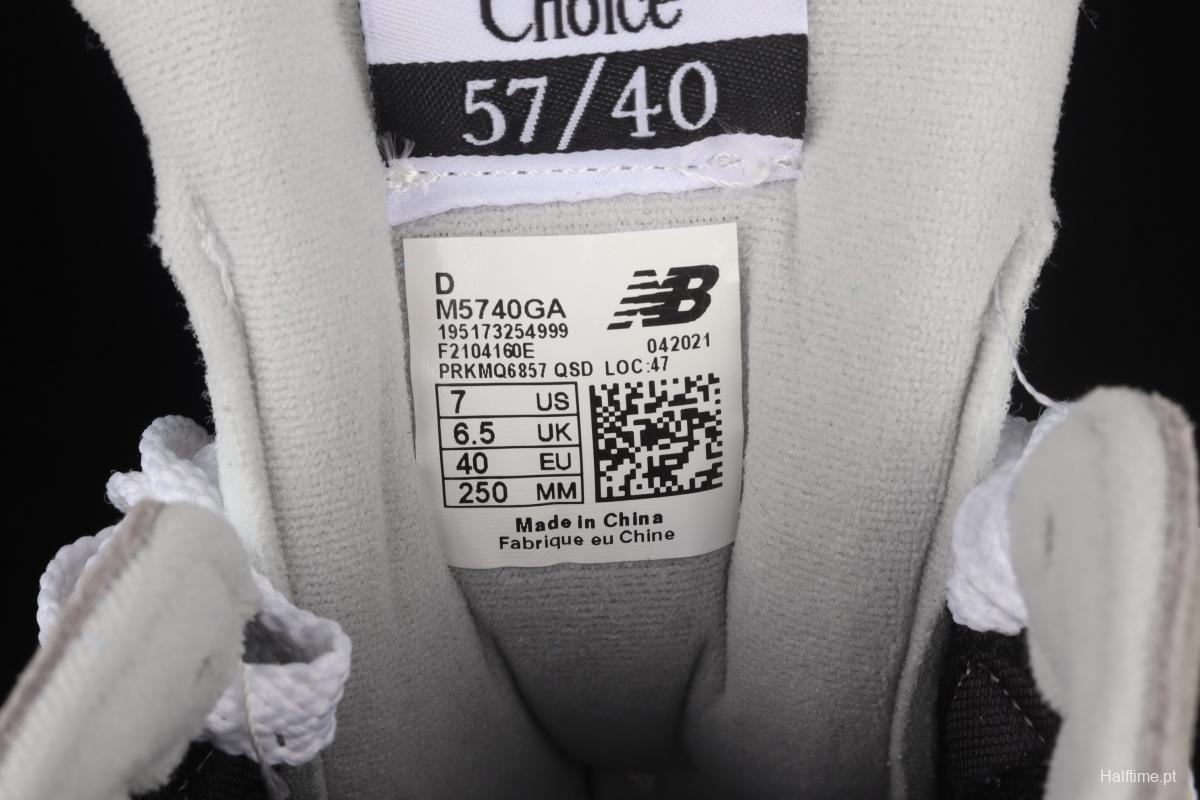 Choice
57/40
D
M5740GA
NB
195173254999
F2104160E
042021
PRKMQ6857 QSD LOC:47
7 US
6.5 UK
40 EU
250 MM
Made in China
Fabrique eu Chine
Halftime.pt